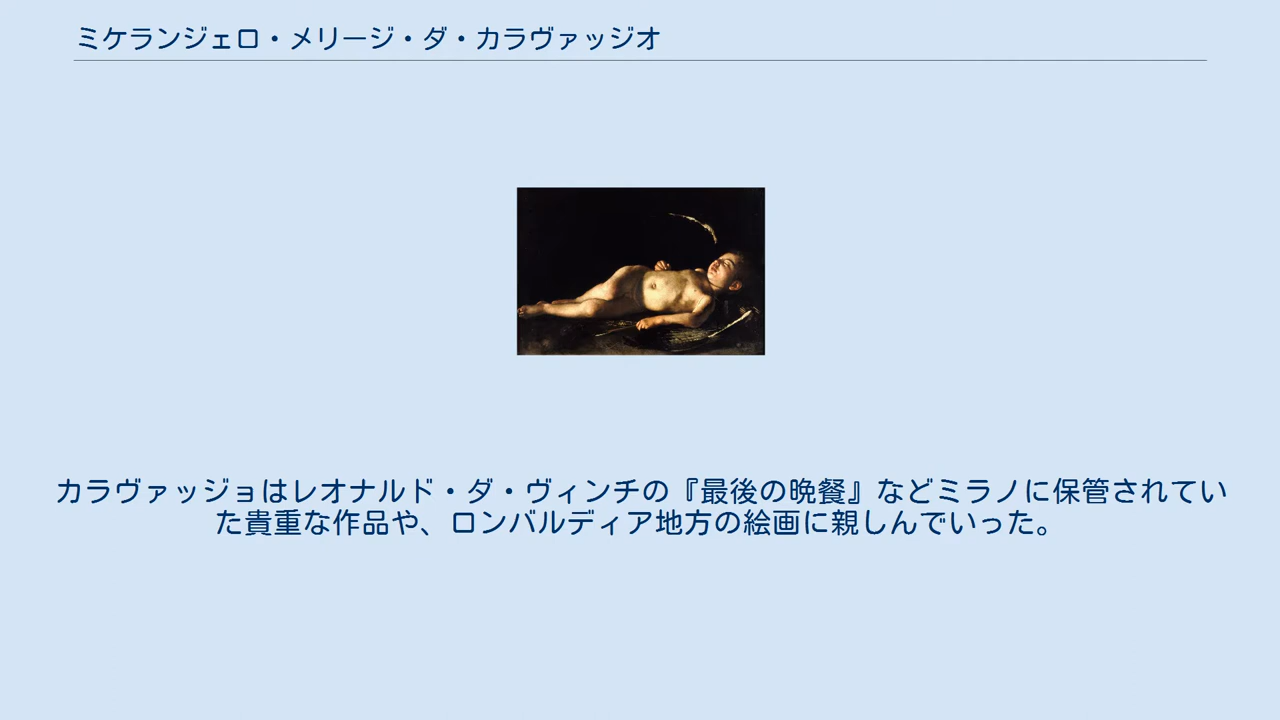 ミケランジェロ・メリージ・ダ・カラヴァッジオ
カラヴァッジョはレオナルド・ダ・ヴィンチの『最後の晩餐』などミラノに保管されてい
た貴重な作品や、ロンバルディア地方の絵画に親しんでいった。